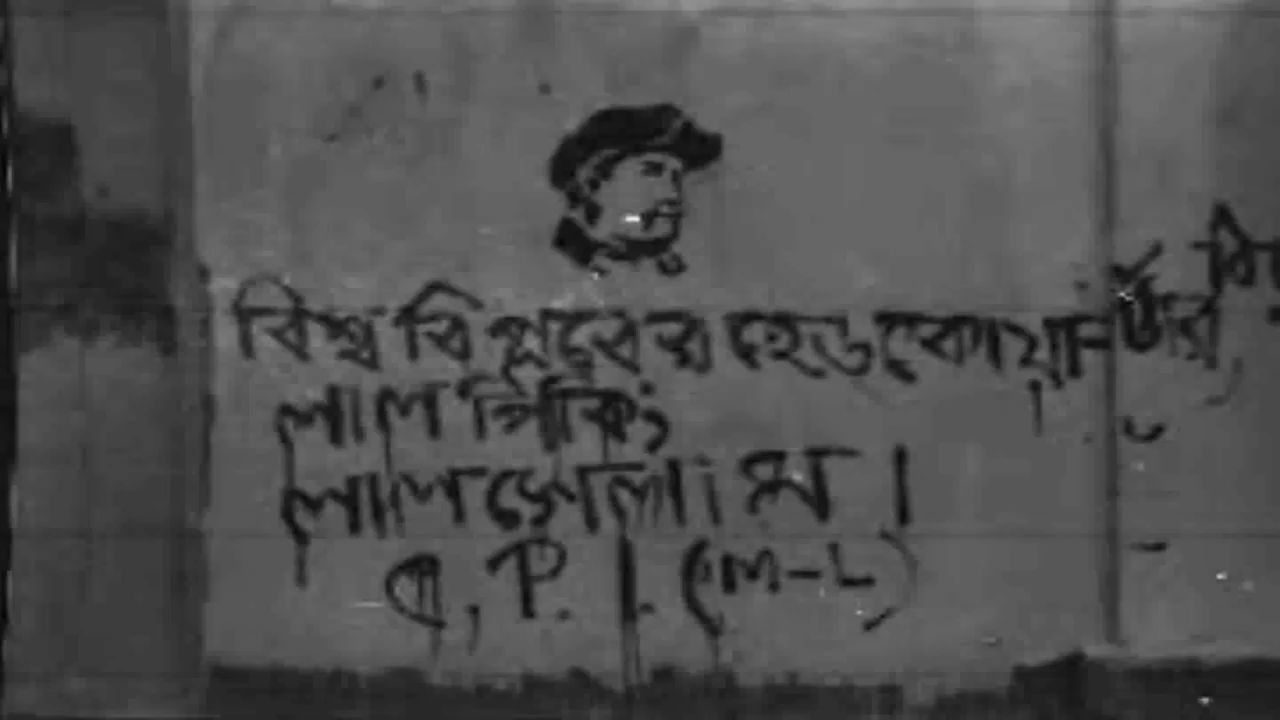 বিশ্ব বিপ্লবের হেডকোয়ার্টার
লাল পিকিং
লাল সেলাম।
C.P.I. (M-L)